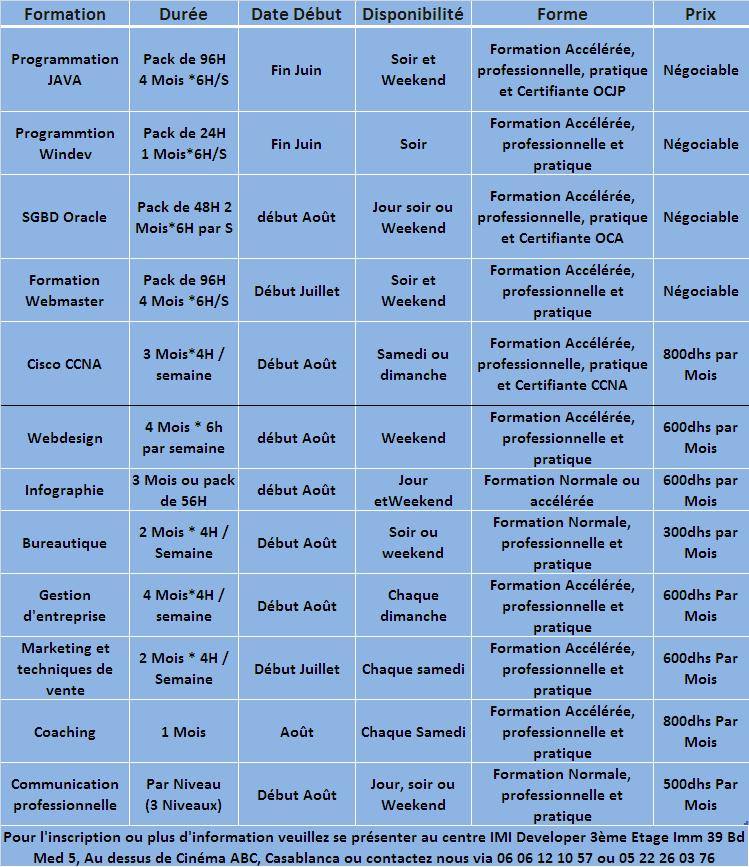 Formation Durée Date Début Disponibilité Forme Prix
Programmation JAVA Pack de 96H 4 Mois *6H/S Fin Juin Soir et Weekend Formation Accélérée, professionnelle, pratique et Certifiante OCJP Négociable
Programmtion Windev Pack de 24H 1 Mois*6H/S Fin Juin Soir Formation Accélérée, professionnelle et pratique Négociable
SGBD Oracle Pack de 48H 2 Mois*6H par S début Août Jour soir ou Weekend Formation Accélérée, professionnelle, pratique et Certifiante OCA Négociable
Formation Webmaster Pack de 96H 4 Mois *6H/S Début Juillet Soir et Weekend Formation Accélérée, professionnelle et pratique Négociable
Cisco CCNA 3 Mois*4H / semaine Début Août Samedi ou dimanche Formation Accélérée, professionnelle, pratique et Certifiante CCNA 800dhs par Mois
Webdesign 4 Mois * 6h par semaine début Août Weekend Formation Accélérée, professionnelle et pratique 600dhs par Mois
Infographie 3 Mois ou pack de 56H début Août Jour etWeekend Formation Normale ou accélérée 600dhs par Mois
Bureautique 2 Mois * 4H / Semaine Début Août Soir ou weekend Formation Normale, professionnelle et pratique 300dhs par Mois
Gestion d'entreprise 4 Mois*4H / semaine Début Août Chaque dimanche Formation Accélérée, professionnelle et pratique 600dhs Par Mois
Marketing et techniques de vente 2 Mois * 4H / Semaine Début Juillet Chaque samedi Formation Accélérée, professionnelle et pratique 600dhs Par Mois
Coaching 1 Mois Août Chaque Samedi Formation Accélérée, professionnelle et pratique 800dhs Par Mois
Communication professionnelle Par Niveau (3 Niveaux) Début Août Jour, soir ou Weekend Formation Normale, professionnelle et pratique 500dhs Par Mois
Pour l'inscription ou plus d'information veuillez se présenter au centre IMI Developer 3ème Etage Imm 39 Bd
Med 5, Au dessus de Cinéma ABC, Casablanca ou contactez nous via 06 06 12 10 57 ou 05 22 26 03 76